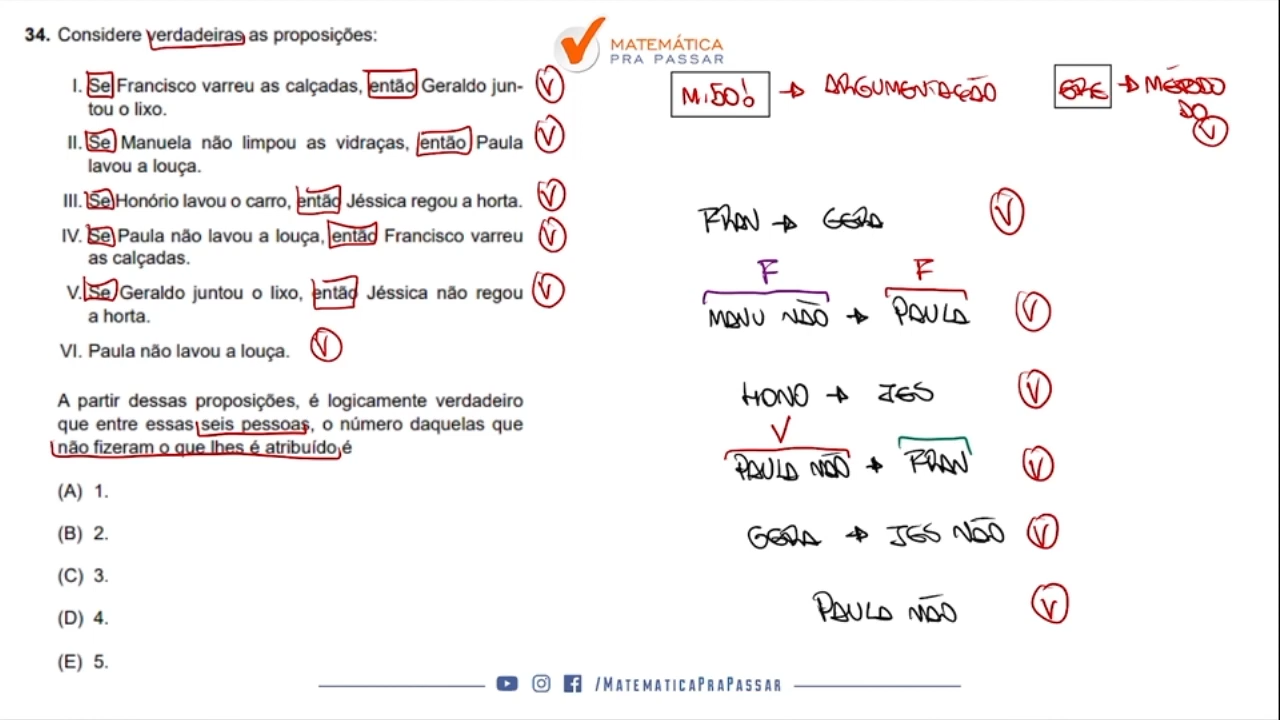 34. Considere verdadeiras as proposições:
I. Se Francisco varreu as calçadas, então Geraldo jun-
tou o lixo.
II. Se Manuela não limpou as vidraças, então Paula
lavou a louça.
III. Se Honório lavou o carro, então Jéssica regou a horta.
IV. Se Paula não lavou a louça, então Francisco varreu
as calçadas.
V. Se Geraldo juntou o lixo, então Jéssica não regou
a horta.
VI. Paula não lavou a louça.
A partir dessas proposições, é logicamente verdadeiro
que entre essas seis pessoas, o número daquelas que
não fizeram o que lhes é atribuído é
(A) 1.
(B) 2.
(C) 3.
(D) 4.
(E) 5.
V
V
V
V
V
V
MATEMÁTICA
PRA PASSAR
→ ARGUMENTAÇÃO
→ MÉTODO
DO
V
FRAN → GERA V
F F
MANU NÃO → PAULA V
HONO → JES V
V
PAULA NÃO → FRAN V
GERA → JES NÃO V
PAULA NÃO V
/MATEMATICAPRAPASSAR